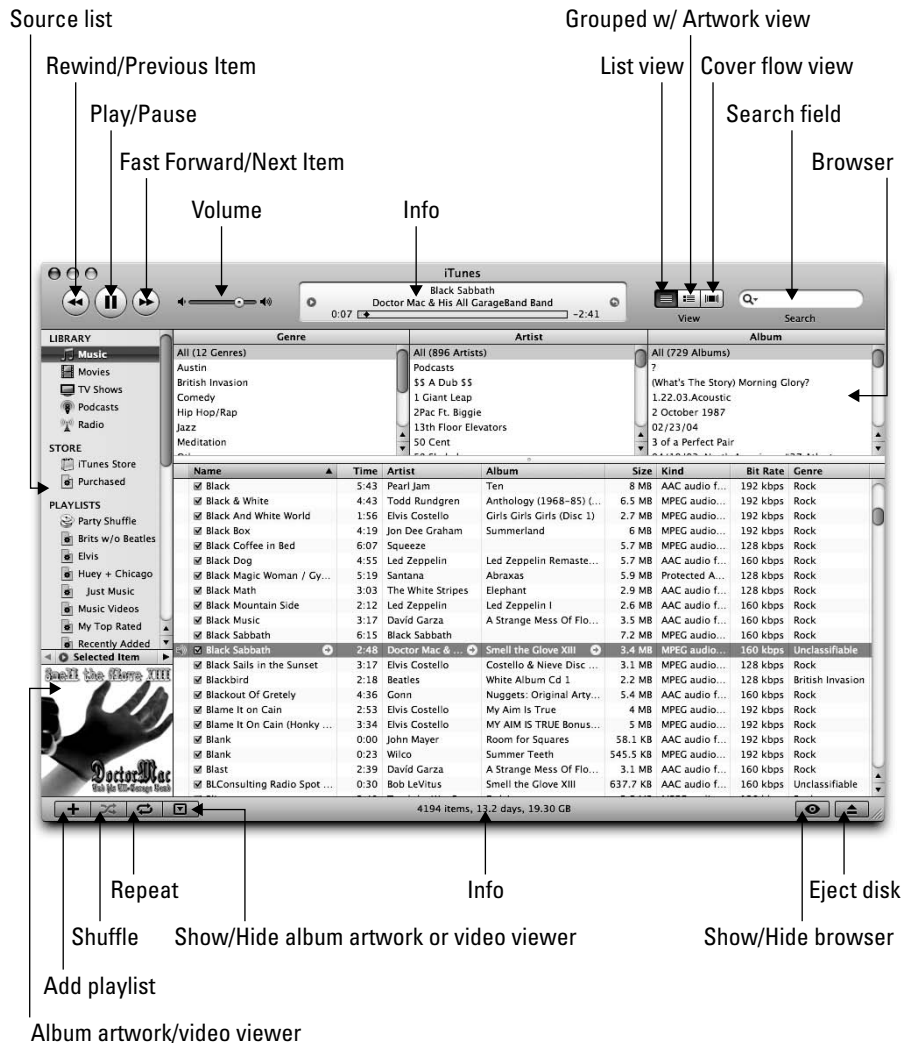 Source list
Grouped w/ Artwork view
Rewind/Previous Item
List view
Cover flow view
Play/Pause
Search field
Fast Forward/Next Item
Browser
Volume
Info
iTunes
Black Sabbath
Doctor Mac & His All GarageBand Band
0:07
-2:41
View
Search
LIBRARY
Music
Movies
TV Shows
Podcasts
Radio
STORE
iTunes Store
Purchased
PLAYLISTS
Party Shuffle
Brits w/o Beatles
Elvis
Huey + Chicago
Just Music
Music Videos
My Top Rated
Recently Added
Selected Item
Smell the Glove XIII
DoctorMac
Genre
All (12 Genres)
Austin
British Invasion
Comedy
Hip Hop/Rap
Jazz
Meditation
Artist
All (896 Artists)
Podcasts
$$ A Dub $$
1 Giant Leap
2Pac Ft. Biggie
13th Floor Elevators
50 Cent
Album
All (729 Albums)
?
(What's The Story) Morning Glory?
1.22.03.Acoustic
2 October 1987
02/23/04
3 of a Perfect Pair
Name Time Artist Album Size Kind Bit Rate Genre
Black 5:43 Pearl Jam Ten 8 MB AAC audio f... 192 kbps Rock
Black & White 4:43 Todd Rundgren Anthology (1968-85) (... 6.5 MB MPEG audio... 192 kbps Rock
Black And White World 1:56 Elvis Costello Girls Girls Girls (Disc 1) 2.7 MB MPEG audio... 192 kbps Rock
Black Box 4:19 Jon Dee Graham Summerland 6 MB MPEG audio... 192 kbps Rock
Black Coffee in Bed 6:07 Squeeze 5.7 MB MPEG audio... 128 kbps Rock
Black Dog 4:55 Led Zeppelin Led Zeppelin Remaste... 5.7 MB AAC audio f... 160 kbps Rock
Black Magic Woman / Gy... 5:19 Santana Abraxas 5.9 MB Protected A... 128 kbps Rock
Black Math 3:03 The White Stripes Elephant 2.9 MB AAC audio f... 128 kbps Rock
Black Mountain Side 2:12 Led Zeppelin Led Zeppelin I 2.6 MB AAC audio f... 160 kbps Rock
Black Music 3:17 Davíd Garza A Strange Mess Of Flo... 3.5 MB AAC audio f... 160 kbps Rock
Black Sabbath 6:15 Black Sabbath 7.2 MB MPEG audio... 160 kbps Rock
Black Sabbath 2:48 Doctor Mac & ... Smell the Glove XIII 3.4 MB MPEG audio... 160 kbps Unclassifiable
Black Sails in the Sunset 3:17 Elvis Costello Costello & Nieve Disc ... 3.1 MB MPEG audio... 128 kbps Rock
Blackbird 2:18 Beatles White Album Cd 1 2.2 MB MPEG audio... 128 kbps British Invasion
Blackout Of Gretely 4:36 Gonn Nuggets: Original Arty... 5.4 MB AAC audio f... 160 kbps Rock
Blame It on Cain 2:53 Elvis Costello My Aim Is True 4 MB MPEG audio... 192 kbps Rock
Blame It On Cain (Honky ... 3:34 Elvis Costello MY AIM IS TRUE Bonus... 5 MB MPEG audio... 192 kbps Rock
Blank 0:00 John Mayer Room for Squares 58.1 KB AAC audio f... 192 kbps Rock
Blank 0:23 Wilco Summer Teeth 545.5 KB MPEG audio... 192 kbps Rock
Blast 2:39 Davíd Garza A Strange Mess Of Flo... 3.1 MB AAC audio f... 160 kbps Rock
BLConsulting Radio Spot ... 0:30 Bob LeVitus Smell the Glove XIII 637.7 KB AAC audio f... 160 kbps Unclassifiable
4194 items, 13.2 days, 19.30 GB
Repeat
Info
Eject disk
Shuffle
Show/Hide album artwork or video viewer
Show/Hide browser
Add playlist
Album artwork/video viewer